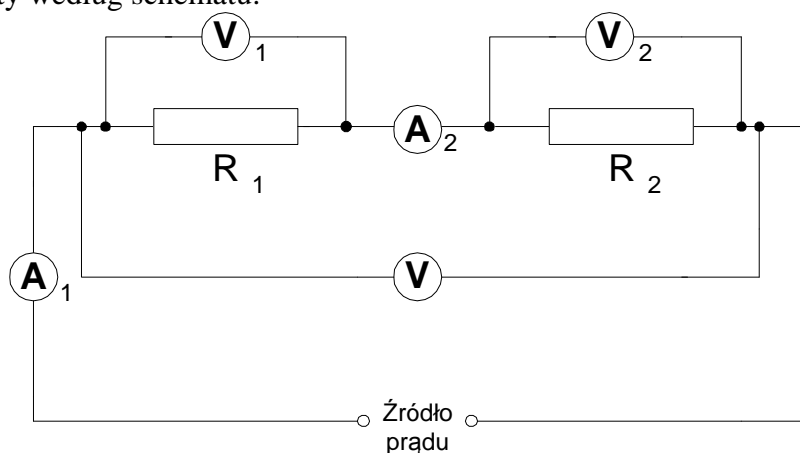 ty według schematu:
V 1
V 2
A 2
R 1
R 2
A 1
V
Źródło
prądu